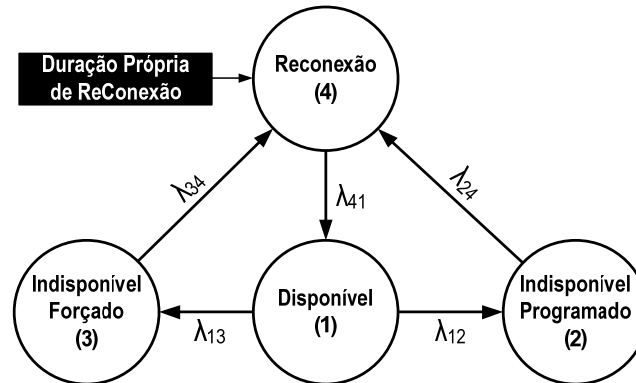 Duração Própria
de ReConexão
Reconexão
(4)
λ34
λ41
λ24
Indisponível
Forçado
(3)
λ13
Disponível
(1)
λ12
Indisponível
Programado
(2)